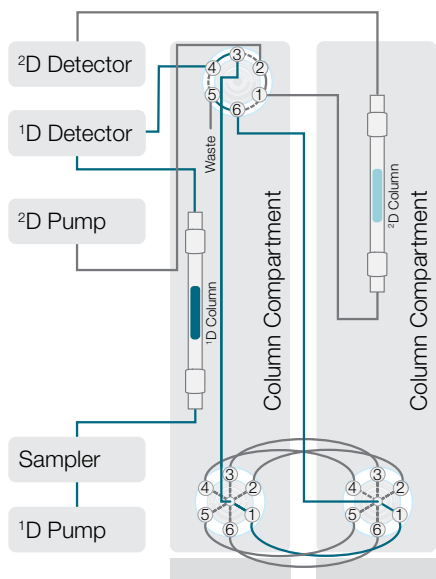 ²D Detector
¹D Detector
²D Pump
Sampler
¹D Pump
3
4
2
5
1
6
Waste
¹D Column
Column Compartment
²D Column
Column Compartment
3
4
2
5
1
6
3
4
2
5
1
6